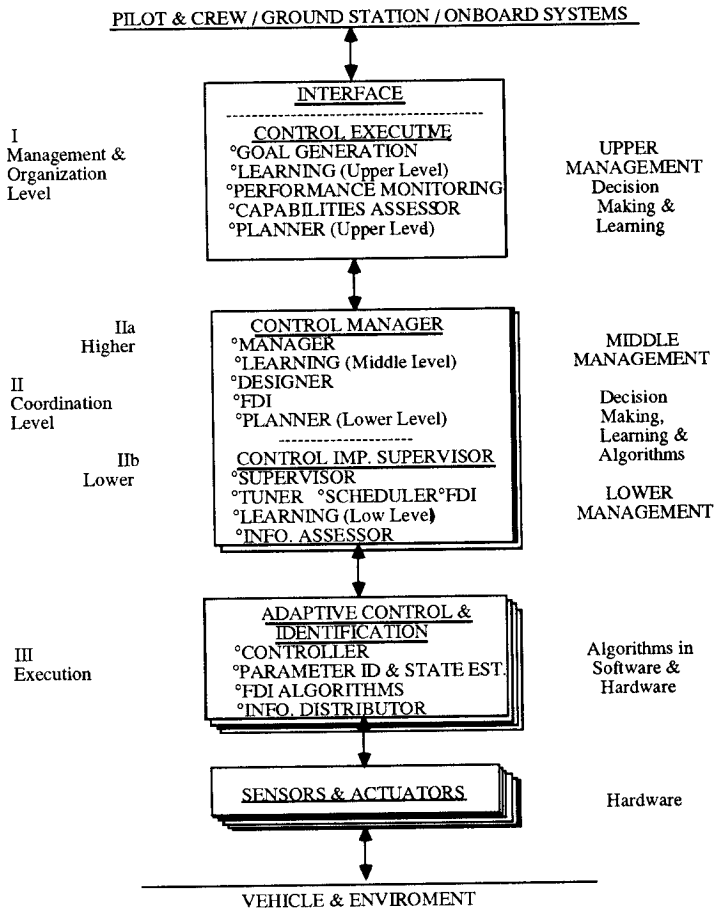 PILOT & CREW / GROUND STATION / ONBOARD SYSTEMS
INTERFACE
CONTROL EXECUTIVE
°GOAL GENERATION
°LEARNING (Upper Level)
°PERFORMANCE MONITORING
°CAPABILITIES ASSESSOR
°PLANNER (Upper Level)
I
Management &
Organization
Level
UPPER
MANAGEMENT
Decision
Making &
Learning
IIa
Higher
II
Coordination
Level
IIb
Lower
CONTROL MANAGER
°MANAGER
°LEARNING (Middle Level)
°DESIGNER
°FDI
°PLANNER (Lower Level)
CONTROL IMP. SUPERVISOR
°SUPERVISOR
°TUNER °SCHEDULER°FDI
°LEARNING (Low Level)
°INFO. ASSESSOR
MIDDLE
MANAGEMENT
Decision
Making,
Learning &
Algorithms
LOWER
MANAGEMENT
III
Execution
ADAPTIVE CONTROL &
IDENTIFICATION
°CONTROLLER
°PARAMETER ID & STATE EST.
°FDI ALGORITHMS
°INFO. DISTRIBUTOR
Algorithms in
Software &
Hardware
SENSORS & ACTUATORS
Hardware
VEHICLE & ENVIROMENT